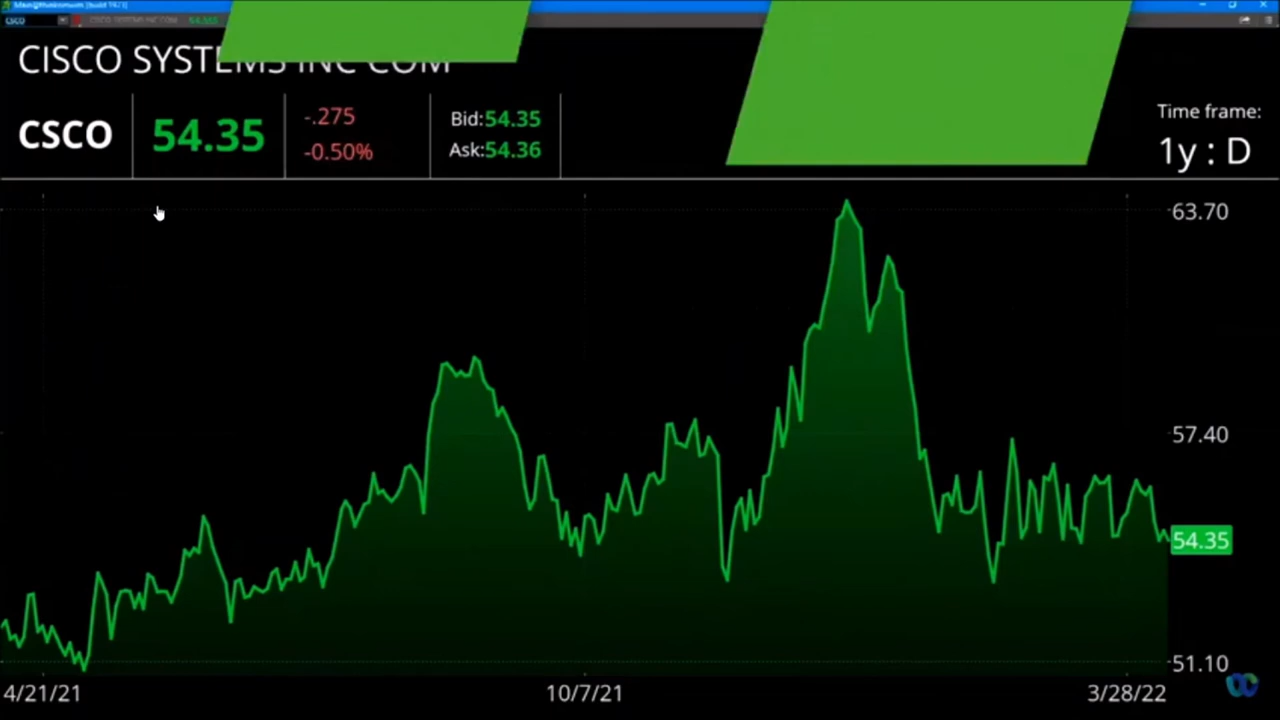 CSCO
CISCO SYSTEMS INC COM
CSCO
54.35
-.275
-0.50%
Bid:54.35
Ask:54.36
Time frame:
1y : D
63.70
57.40
54.35
51.10
4/21/21
10/7/21
3/28/22